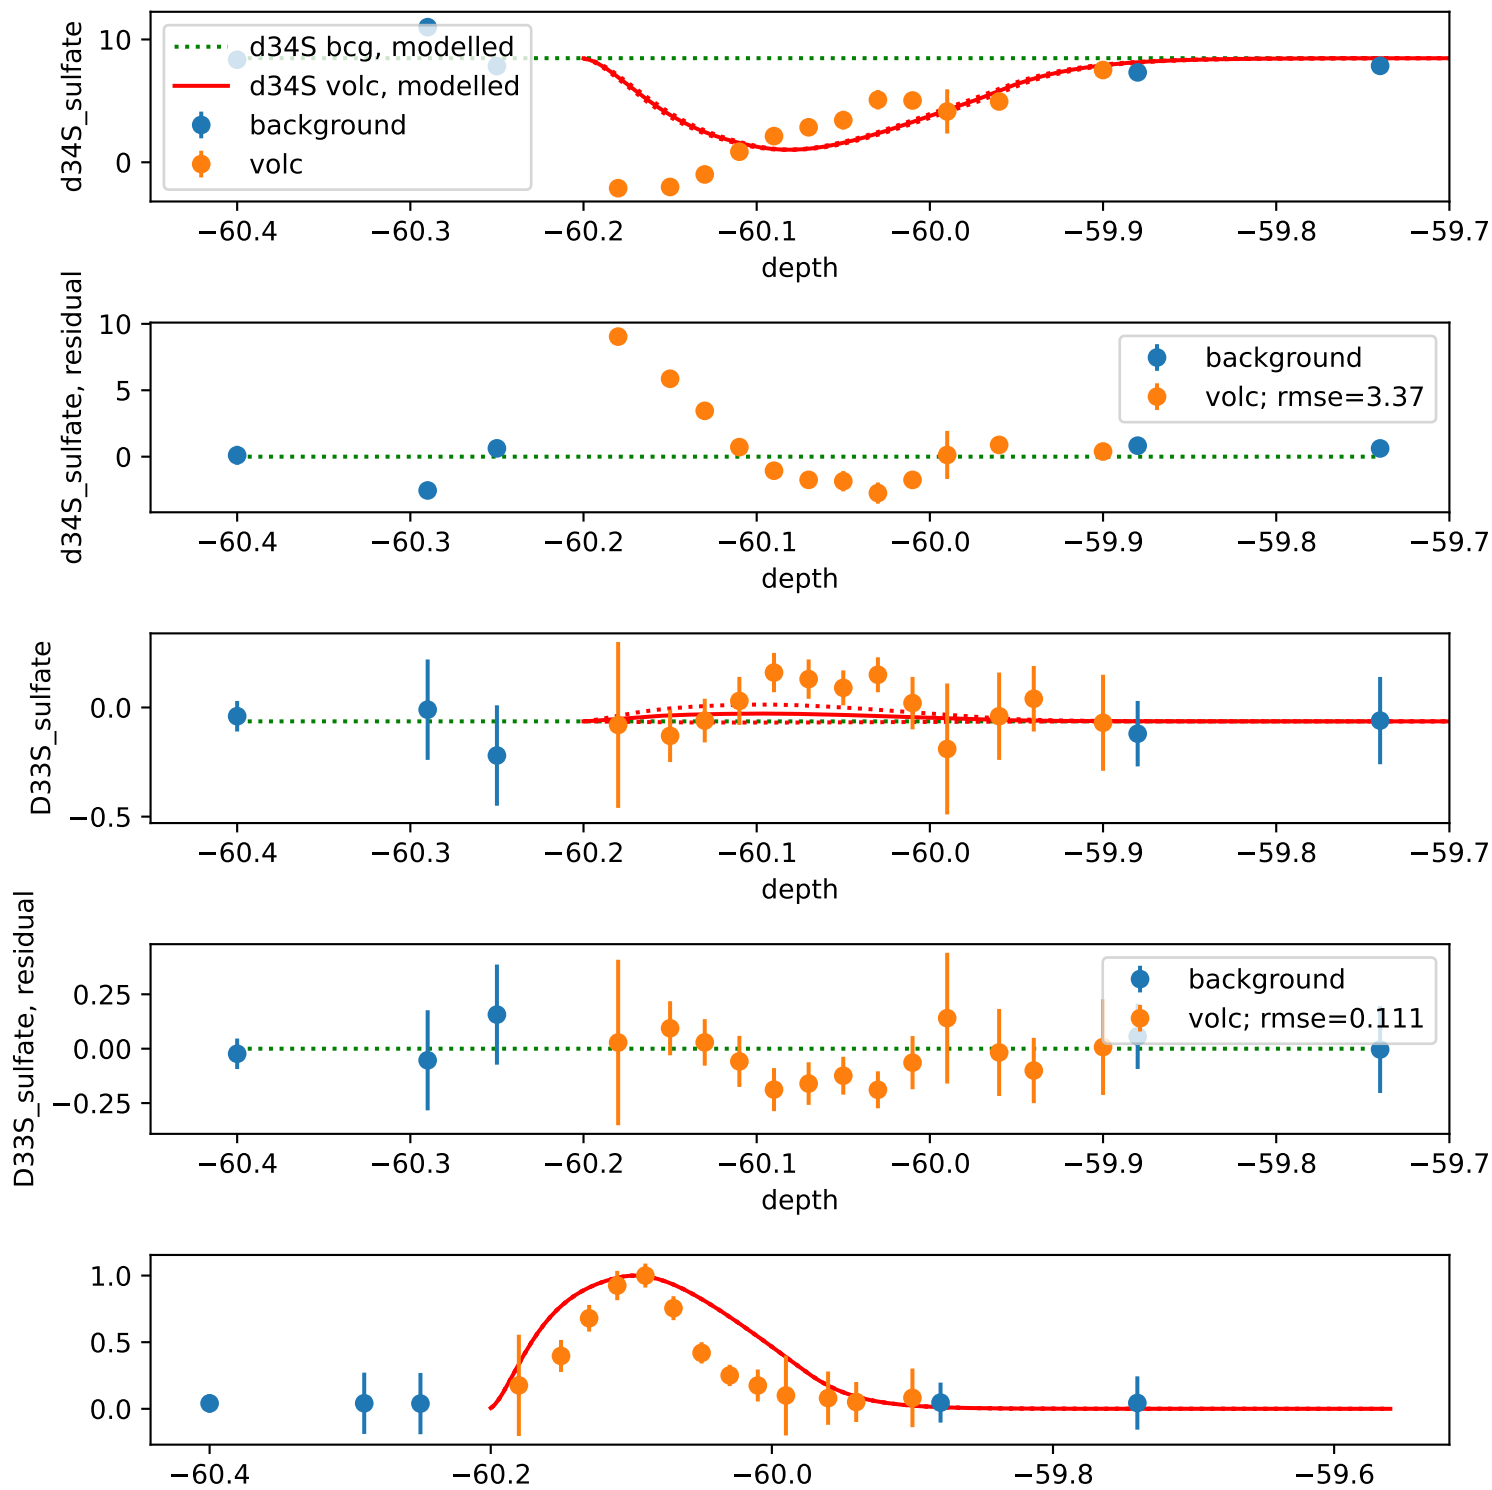 10
0
d34S_sulfate
d34S bcg, modelled
d34S volc, modelled
background
volc
−60.4 −60.3 −60.2 −60.1 −60.0 −59.9 −59.8 −59.7
depth
10
5
0
d34S_sulfate, residual
background
volc; rmse=3.37
−60.4 −60.3 −60.2 −60.1 −60.0 −59.9 −59.8 −59.7
depth
0.0
−0.5
D33S_sulfate
−60.4 −60.3 −60.2 −60.1 −60.0 −59.9 −59.8 −59.7
depth
0.25
0.00
−0.25
D33S_sulfate, residual
background
volc; rmse=0.111
−60.4 −60.3 −60.2 −60.1 −60.0 −59.9 −59.8 −59.7
depth
1.0
0.5
0.0
−60.4 −60.2 −60.0 −59.8 −59.6